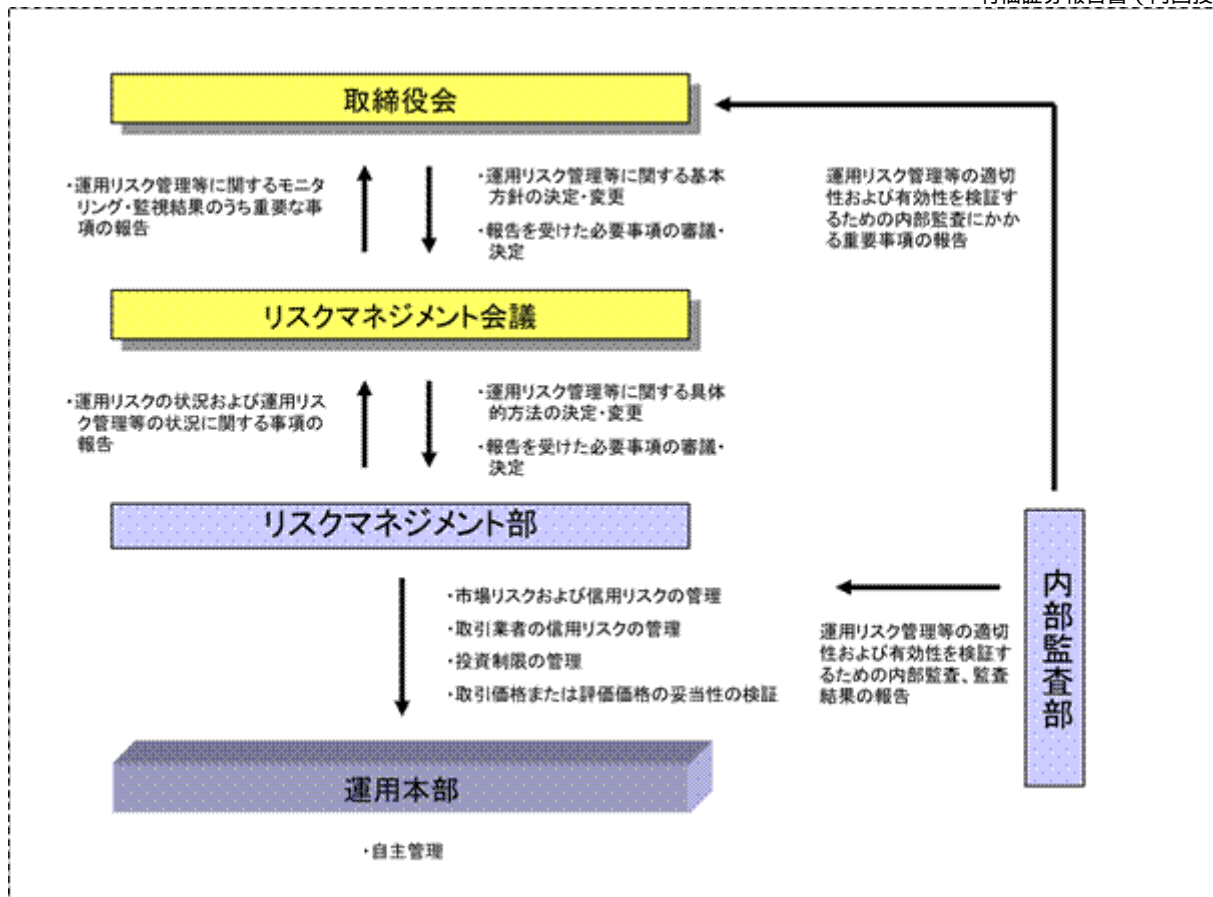 取締役会
・運用リスク管理等に関するモニタ
リング・監視結果のうち重要な事
項の報告
・運用リスク管理等に関する基本
方針の決定・変更
・報告を受けた必要事項の審議・
決定
運用リスク管理等の適切
性および有効性を検証す
るための内部監査にかか
る重要事項の報告
リスクマネジメント会議
・運用リスクの状況および運用リス
ク管理等の状況に関する事項の
報告
・運用リスク管理等に関する具体
的方法の決定・変更
・報告を受けた必要事項の審議・
決定
リスクマネジメント部
・市場リスクおよび信用リスクの管理
・取引業者の信用リスクの管理
・投資制限の管理
・取引価格または評価価格の妥当性の検証
運用リスク管理等の適切
性および有効性を検証す
るための内部監査、監査
結果の報告
内部監査部
運用本部
・自主管理